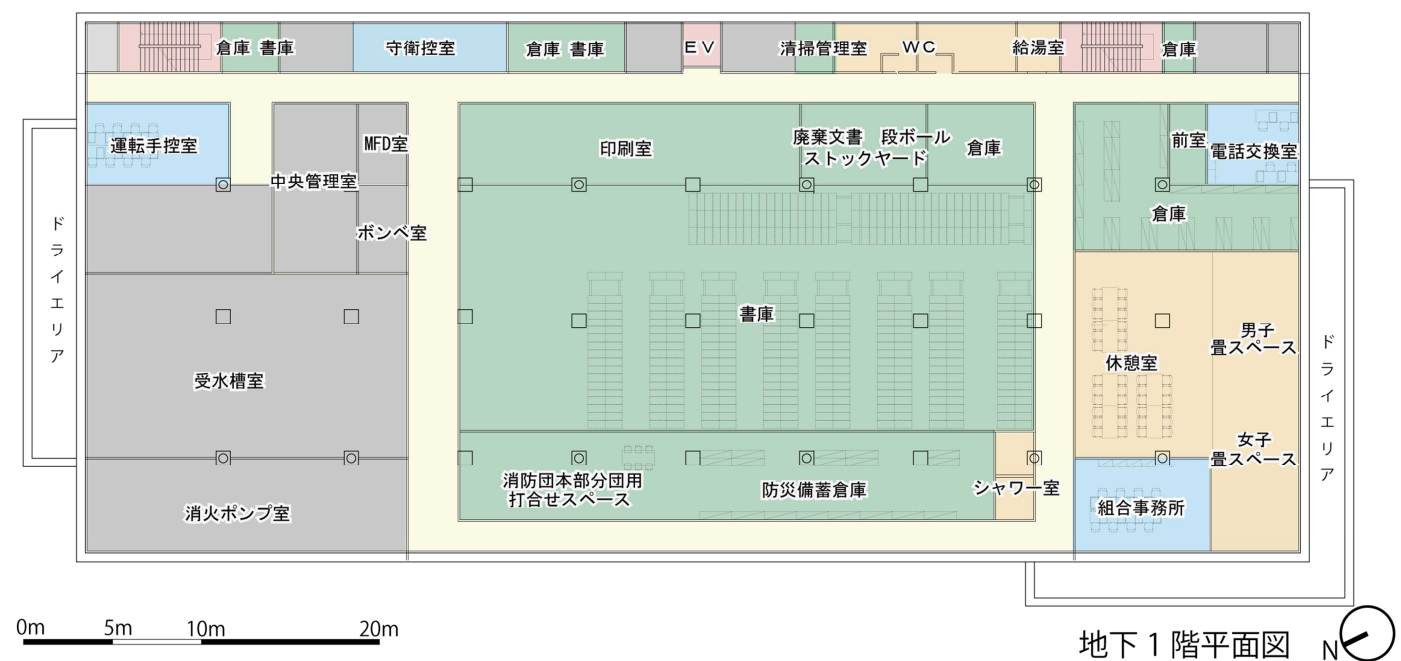 倉庫 書庫
守衛控室
倉庫 書庫
EV
清掃管理室
WC
給湯室
倉庫
運転手控室
MFD室
中央管理室
ボンベ室
印刷室
廃棄文書 段ボール
ストックヤード
倉庫
前室
電話交換室
倉庫
ドライエリア
書庫
受水槽室
休憩室
男子
畳スペース
女子
畳スペース
ドライエリア
消防団本部分団用
打合せスペース
防災備蓄倉庫
シャワー室
組合事務所
消火ポンプ室
0m 5m 10m 20m
地下1階平面図
N